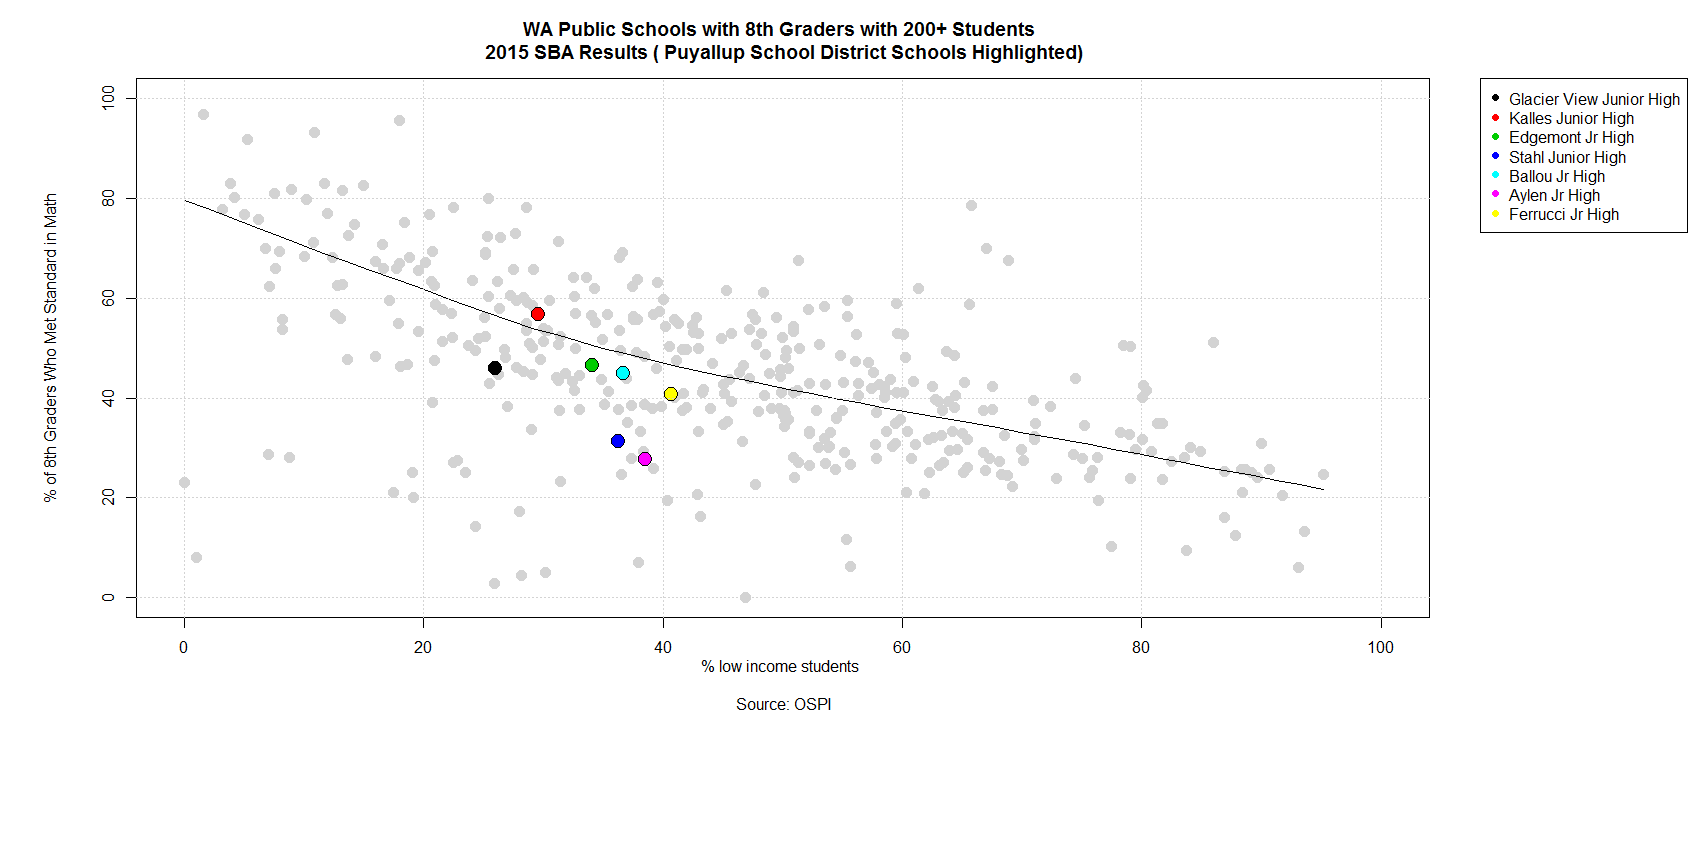 WA Public Schools with 8th Graders with 200+ Students
2015 SBA Results ( Puyallup School District Schools Highlighted)
% of 8th Graders Who Met Standard in Math
100
80
60
40
20
0
0 20 40 60 80 100
% low income students
Source: OSPI
Glacier View Junior High
Kalles Junior High
Edgemont Jr High
Stahl Junior High
Ballou Jr High
Aylen Jr High
Ferrucci Jr High